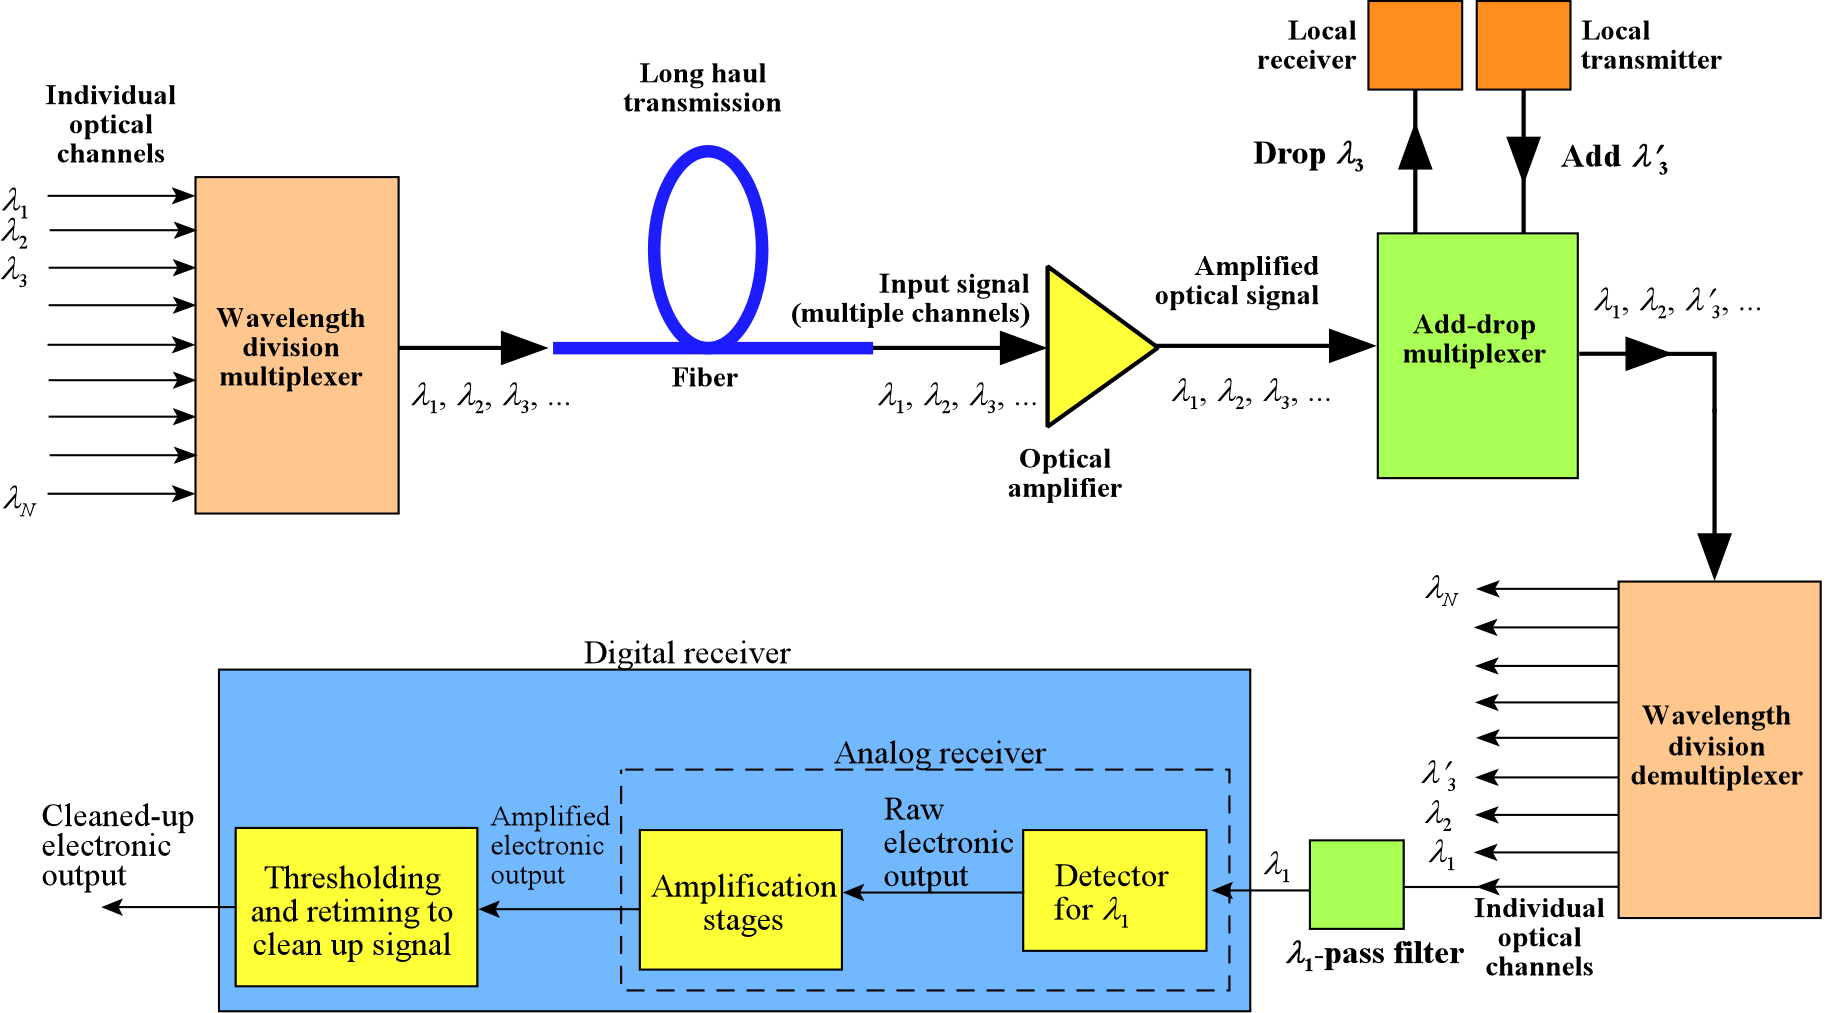 Individual
optical
channels
λ1
λ2
λ3
λN
Wavelength
division
multiplexer
λ1, λ2, λ3, ...
Long haul
transmission
Fiber
Input signal
(multiple channels)
λ1, λ2, λ3, ...
Optical
amplifier
Amplified
optical signal
λ1, λ2, λ3, ...
Local
receiver
Local
transmitter
Drop λ3
Add λ′3
Add-drop
multiplexer
λ1, λ2, λ′3, ...
Wavelength
division
demultiplexer
λN
λ′3
λ2
λ1
Individual
optical
channels
λ1-pass filter
λ1
Digital receiver
Analog receiver
Detector
for λ1
Raw
electronic
output
Amplification
stages
Amplified
electronic
output
Thresholding
and retiming to
clean up signal
Cleaned-up
electronic
output